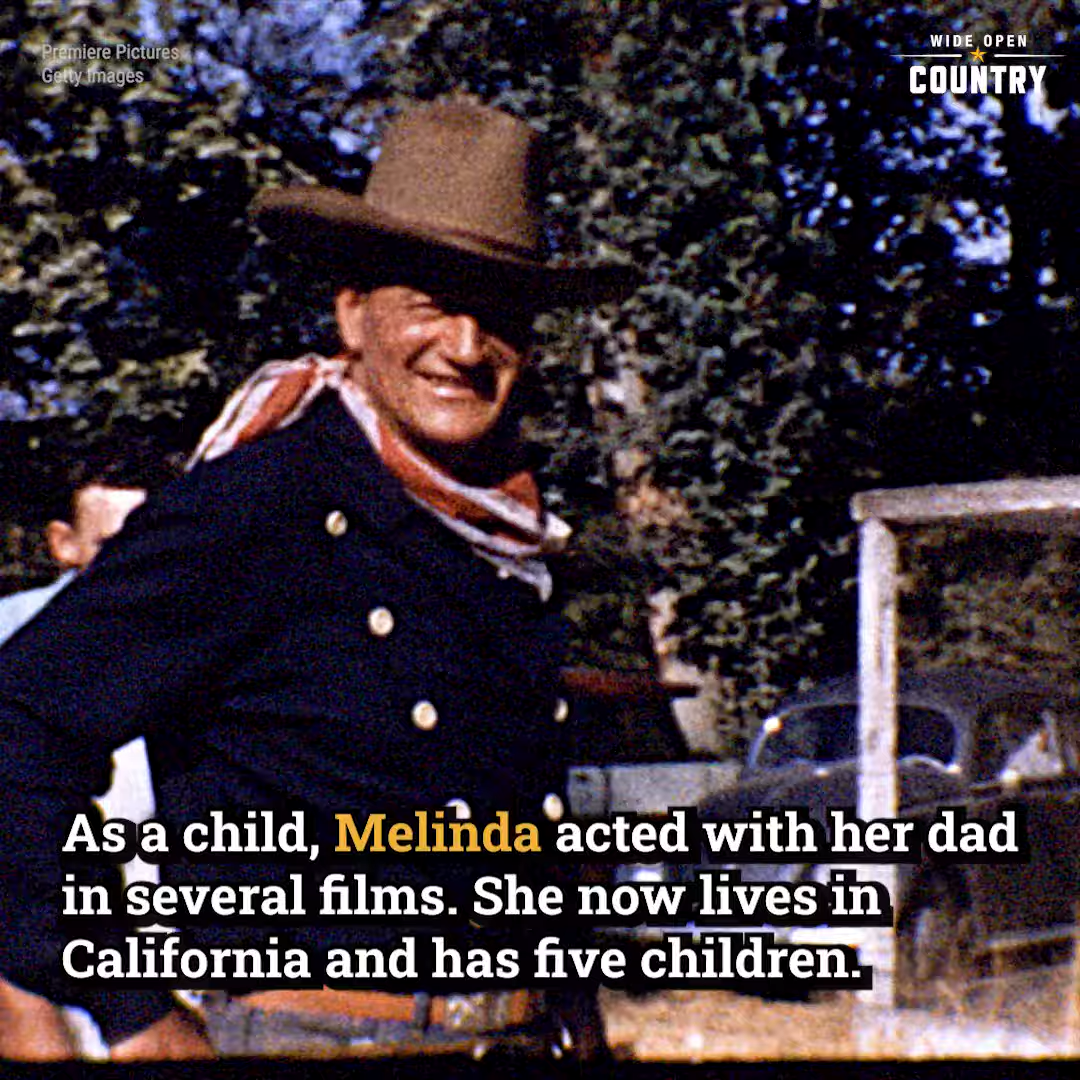 Premiere Pictures
Getty Images
WIDE OPEN
COUNTRY
As a child, Melinda acted with her dad
in several films. She now lives in
California and has five children.